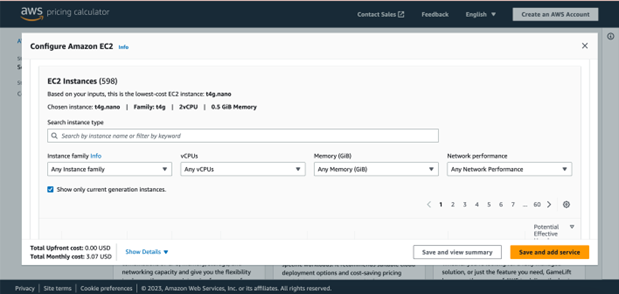 aws pricing calculator
Contact Sales
Feedback
English
Create an AWS Account
Configure Amazon EC2 Info
EC2 Instances (598)
Based on your inputs, this is the lowest-cost EC2 instance: t4g.nano
Chosen instance: t4g.nano | Family: t4g | 2vCPU | 0.5 GiB Memory
Search instance type
Search by instance name or filter by keyword
Instance family Info
vCPUs
Memory (GiB)
Network performance
Any Instance family
Any vCPUs
Any Memory (GiB)
Any Network Performance
Show only current generation instances.
1 2 3 4 5 6 7 ... 60
Potential
Effective
Total Upfront cost: 0.00 USD
Total Monthly cost: 3.07 USD
Show Details
Save and view summary
Save and add service
networking capacity and give you the flexibility
deployment options and cost-saving pricing
solution, or just the feature you need, GameLift
Privacy | Site terms | Cookie preferences | © 2023, Amazon Web Services, Inc. or its affiliates. All rights reserved.